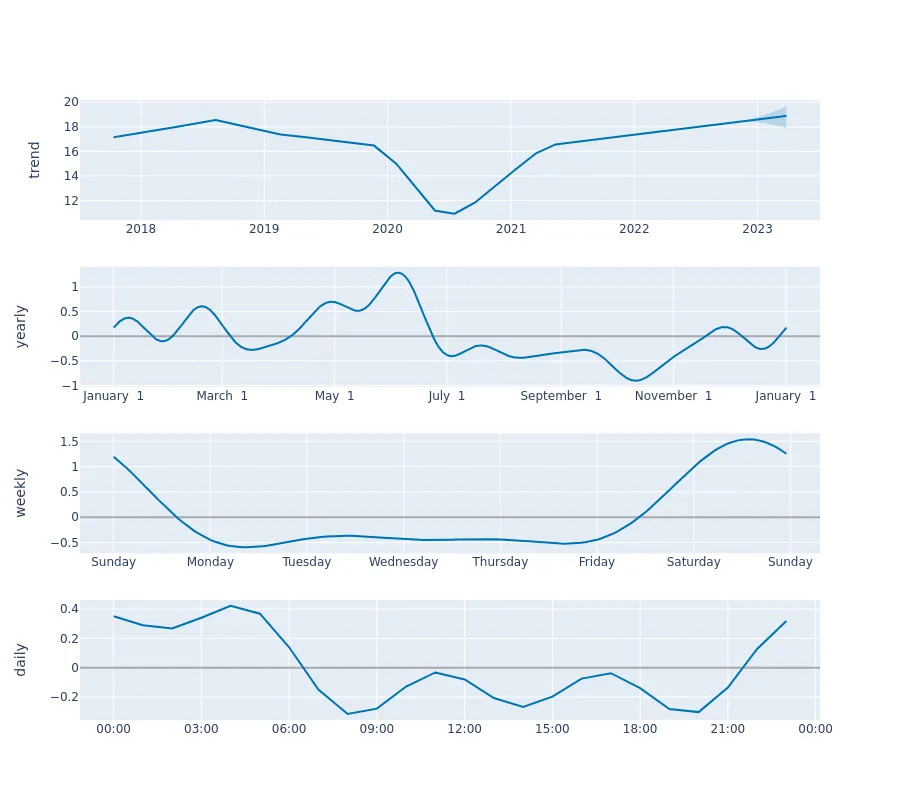 trend
20
18
16
14
12
2018 2019 2020 2021 2022 2023
yearly
1
0.5
0
−0.5
−1
January 1 March 1 May 1 July 1 September 1 November 1 January 1
weekly
1.5
1
0.5
0
−0.5
Sunday Monday Tuesday Wednesday Thursday Friday Saturday Sunday
daily
0.4
0.2
0
−0.2
00:00 03:00 06:00 09:00 12:00 15:00 18:00 21:00 00:00